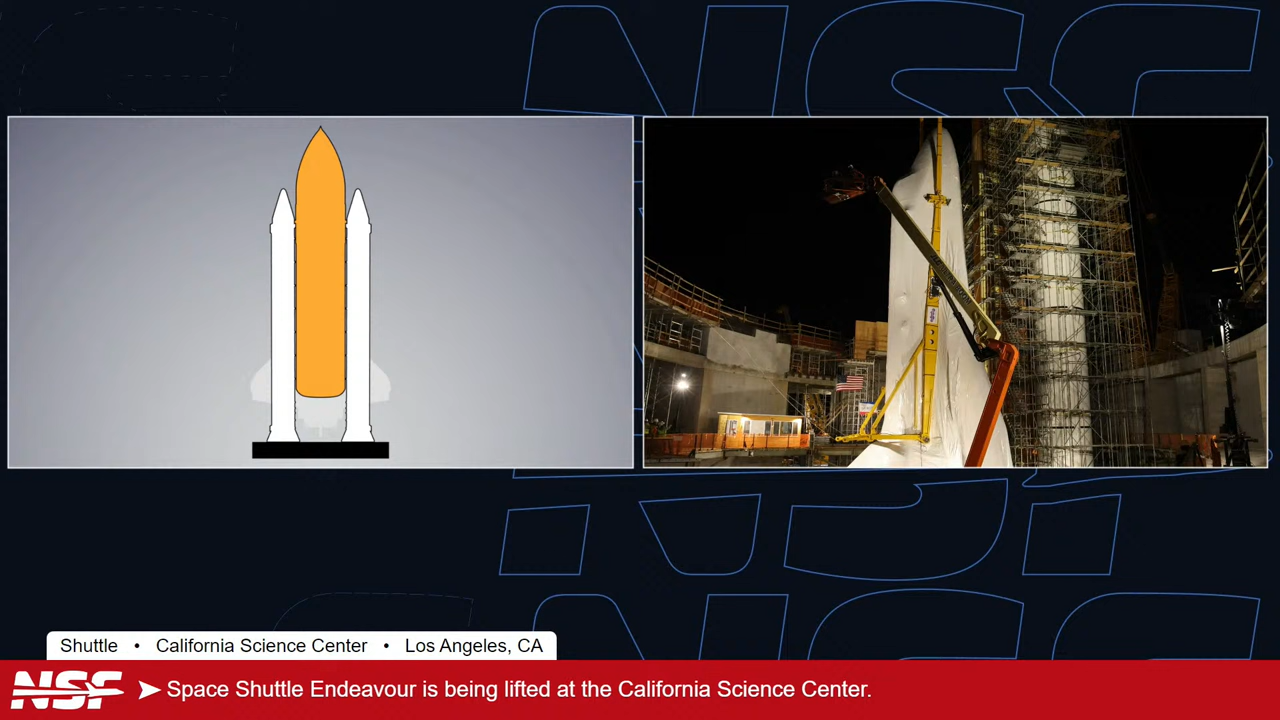 NSF
Shuttle • California Science Center • Los Angeles, CA
NSF
➤ Space Shuttle Endeavour is being lifted at the California Science Center.